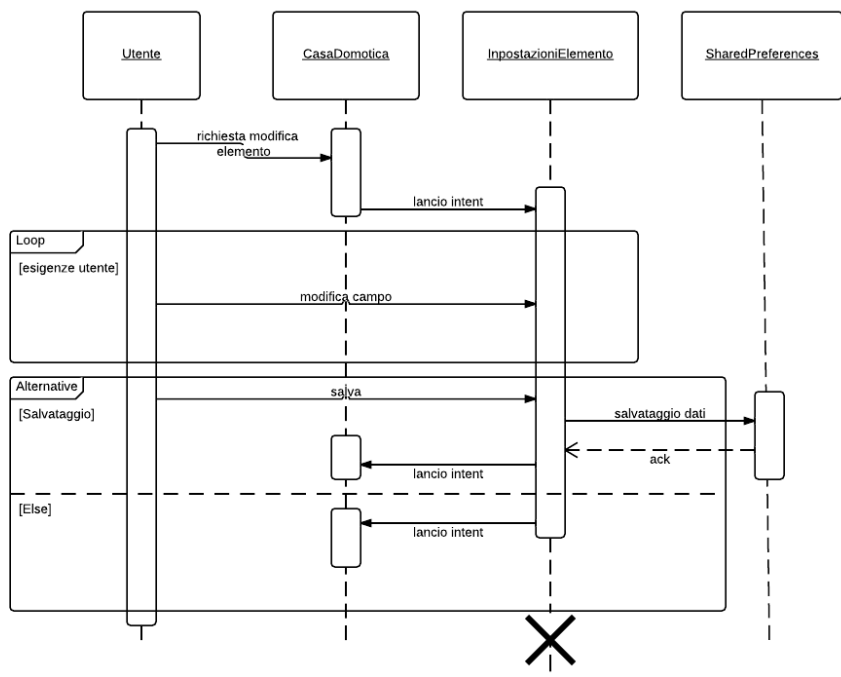 Utente
CasaDomotica
InpostazioniElemento
SharedPreferences
richiesta modifica
elemento
lancio intent
Loop
[esigenze utente]
modifica campo
Alternative
salva
[Salvataggio]
salvataggio dati
ack
lancio intent
[Else]
lancio intent